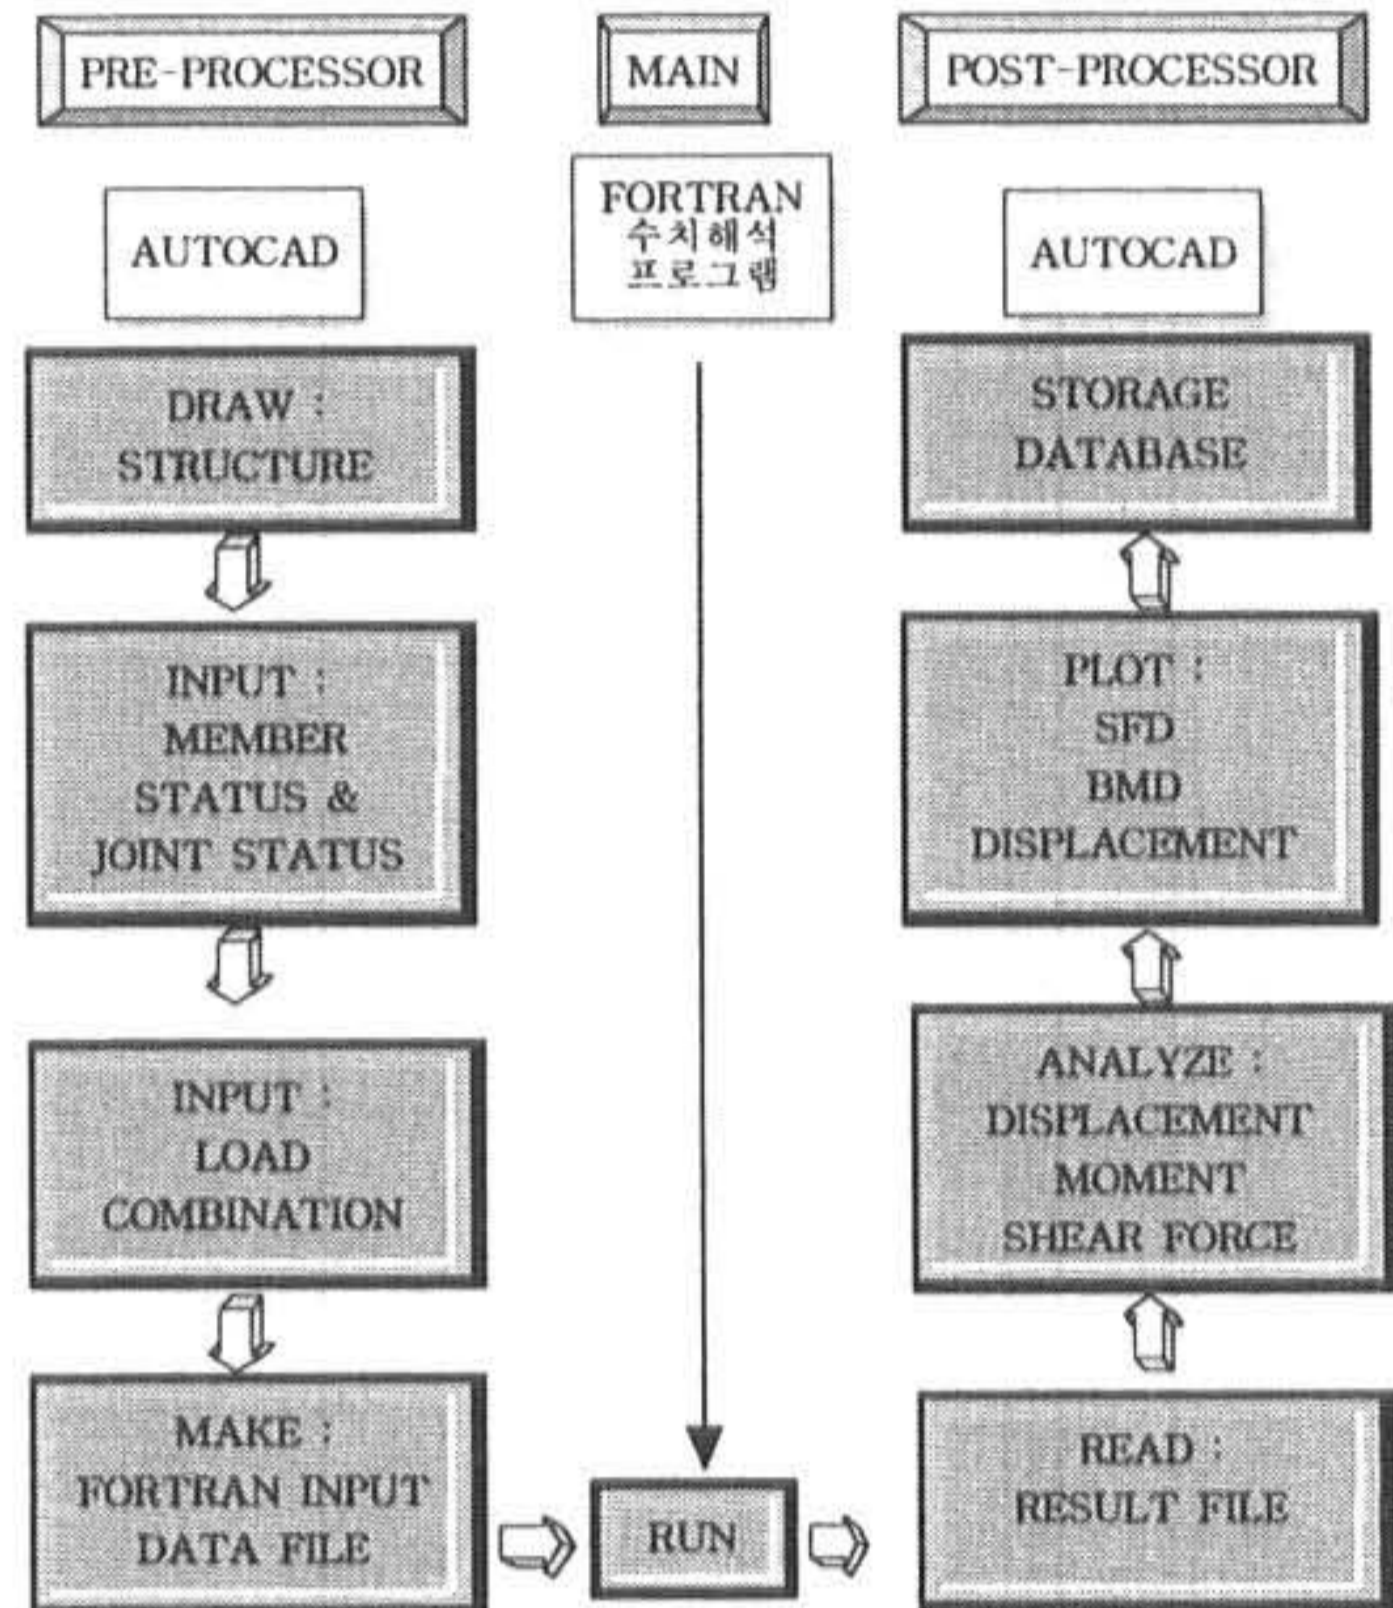 PRE-PROCESSOR
MAIN
POST-PROCESSOR
AUTOCAD
FORTRAN
수치해석
프로그램
AUTOCAD
DRAW :
STRUCTURE
INPUT :
MEMBER
STATUS &
JOINT STATUS
INPUT :
LOAD
COMBINATION
MAKE :
FORTRAN INPUT
DATA FILE
RUN
READ :
RESULT FILE
ANALYZE :
DISPLACEMENT
MOMENT
SHEAR FORCE
PLOT :
SFD
BMD
DISPLACEMENT
STORAGE
DATABASE